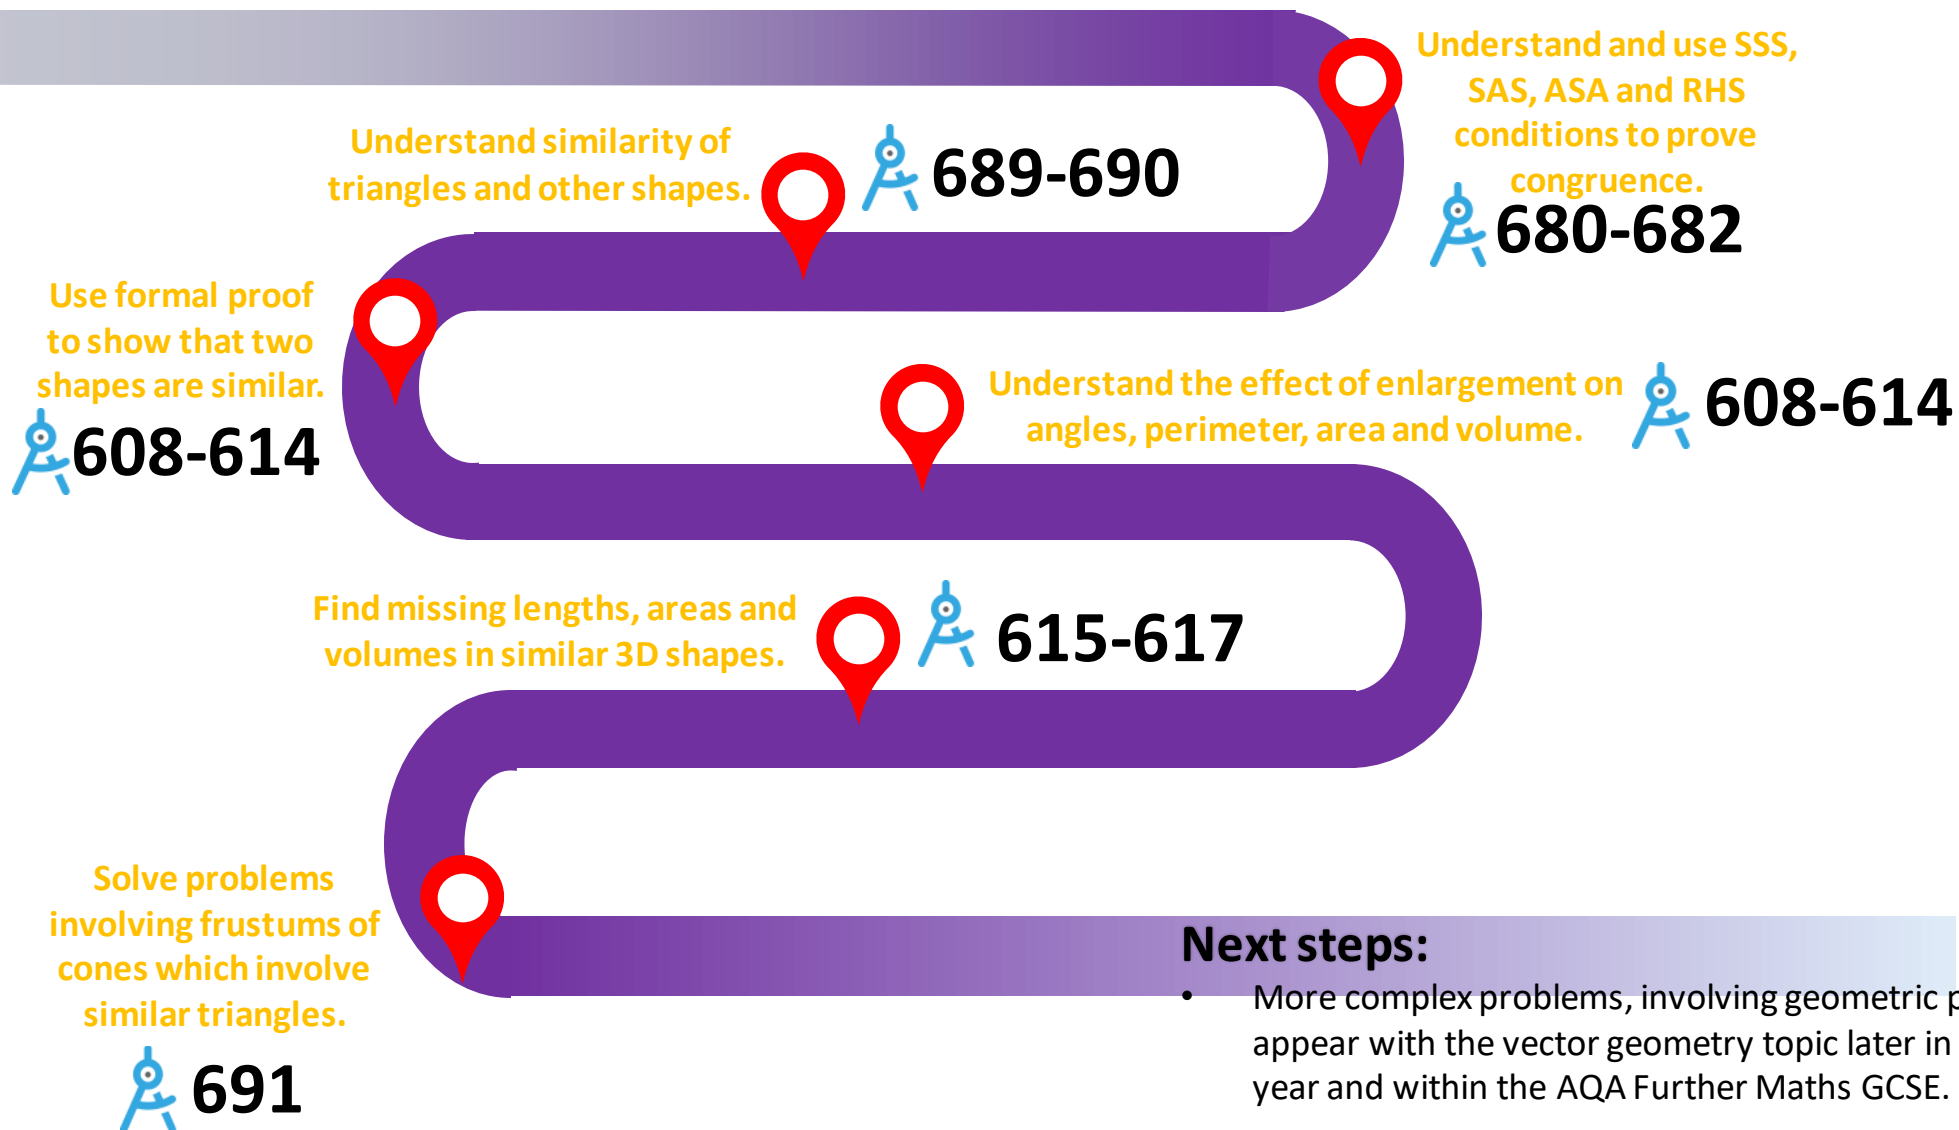 Understand and use SSS,
SAS, ASA and RHS
conditions to prove
congruence.
680-682
Understand similarity of
triangles and other shapes.
689-690
Use formal proof
to show that two
shapes are similar.
608-614
Understand the effect of enlargement on
angles, perimeter, area and volume.
608-614
Find missing lengths, areas and
volumes in similar 3D shapes.
615-617
Solve problems
involving frustums of
cones which involve
similar triangles.
691
Next steps:
• More complex problems, involving geometric
appear with the vector geometry topic later in
year and within the AQA Further Maths GCSE.